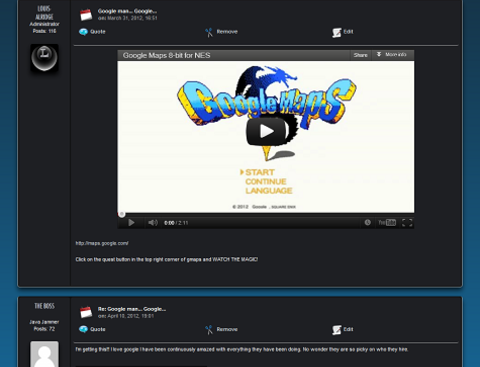 LOUIS
ALRIDGE
Administrator
Posts: 116
Google man... Google...
on: March 31, 2012, 16:51
Quote
Remove
Edit
Google Maps 8-bit for NES
Share
More info
Google Maps
START
CONTINUE
LANGUAGE
© 2012 Google , square enix
0:00 / 2:11
http://maps.google.com/
Click on the quest button in the top right corner of gmaps and WATCH THE MAGIC!
THE BOSS
Java Jammer
Posts: 72
Re: Google man... Google...
on: April 10, 2012, 19:01
Quote
Remove
Edit
I'm getting this!! I love google I have been continuously amazed with everything they have been doing. No wonder they are so picky on who they hire.